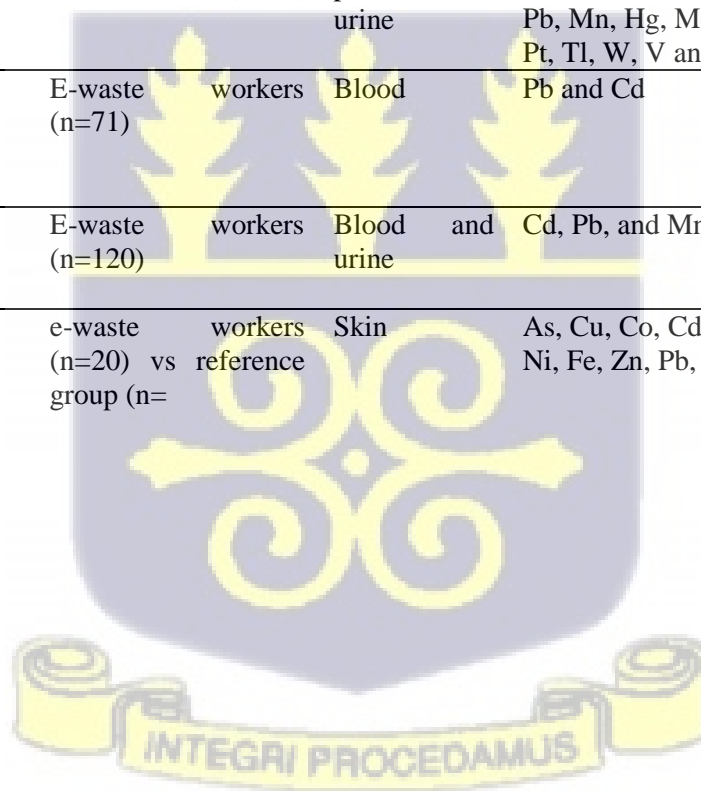 urine Pb, Mn, Hg, M
Pt, Tl, W, V an
E-waste workers Blood Pb and Cd
(n=71)
E-waste workers Blood and Cd, Pb, and Mn
(n=120) urine
e-waste workers Skin As, Cu, Co, Cd
(n=20) vs reference Ni, Fe, Zn, Pb,
group (n=
INTEGRI PROCEDAMUS